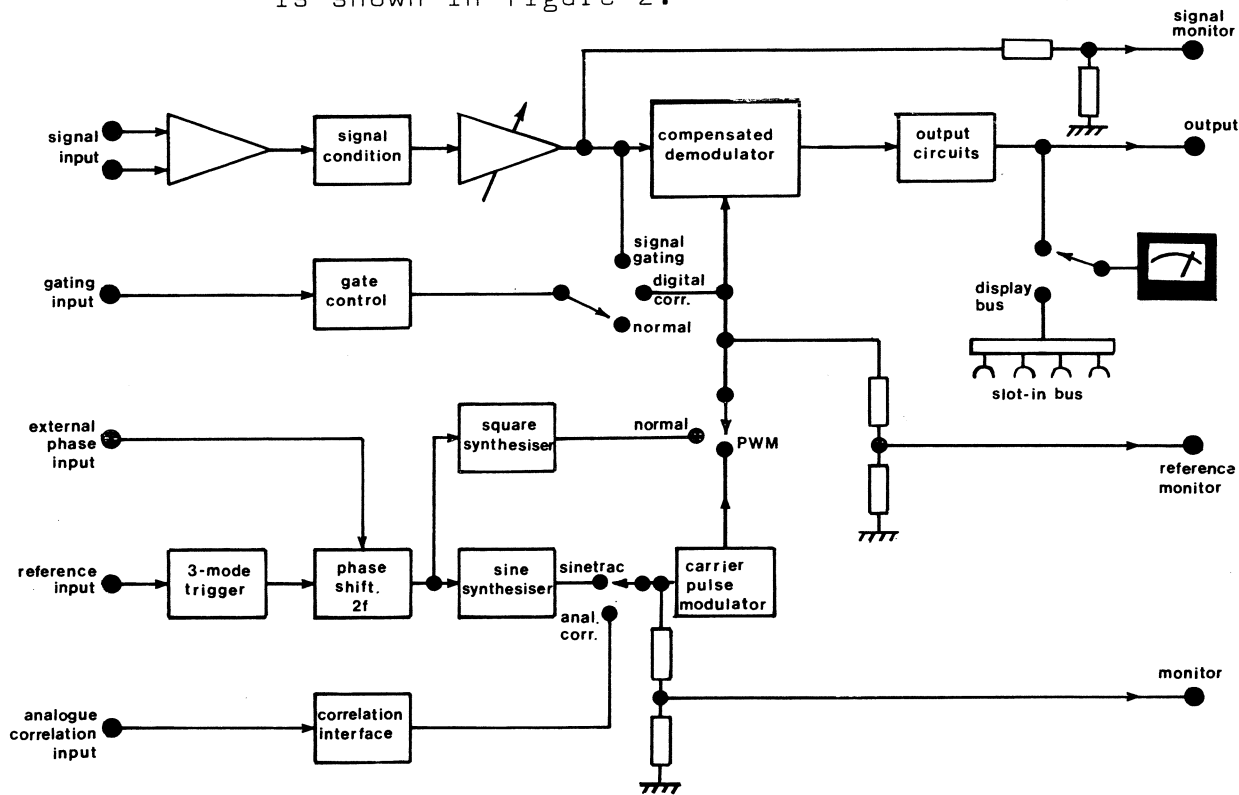 is shown in Figure 2.
signal
monitor
signal
input
signal
condition
compensated
demodulator
output
circuits
output
signal
gating
gating
input
gate
control
digital
corr.
normal
display
bus
slot-in bus
external
phase
input
square
synthesiser
normal
PWM
reference
monitor
reference
input
3-mode
trigger
phase
shift.
2f
sine
synthesiser
sinetrac
carrier
pulse
modulator
anal.
corr.
monitor
analogue
correlation
input
correlation
interface